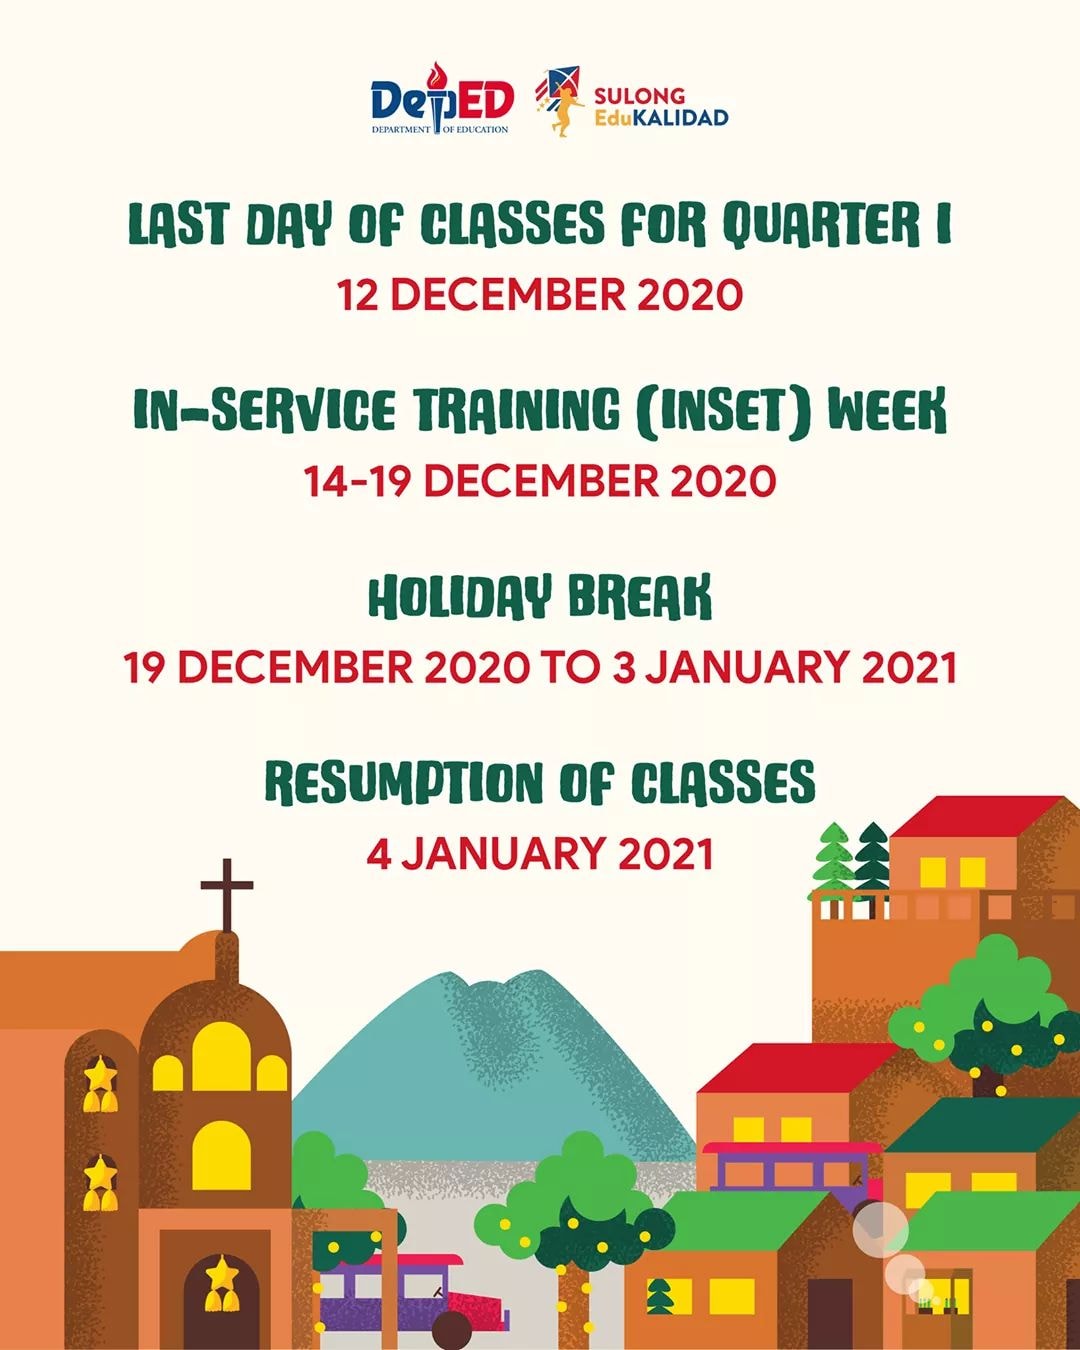 DepED
DEPARTMENT OF EDUCATION
SULONG
EduKALIDAD
LAST DAY OF CLASSES FOR QUARTER 1
12 DECEMBER 2020
IN-SERVICE TRAINING (INSET) WEEK
14-19 DECEMBER 2020
HOLIDAY BREAK
19 DECEMBER 2020 TO 3 JANUARY 2021
RESUMPTION OF CLASSES
4 JANUARY 2021